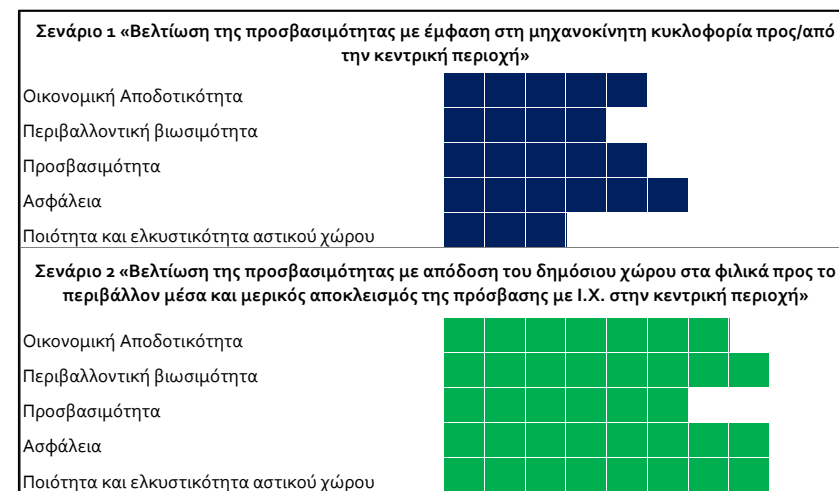 Σενάριο 1 «Βελτίωση της προσβασιμότητας με έμφαση στη μηχανοκίνητη κυκλοφορία προς/από
την κεντρική περιοχή»
Οικονομική Αποδοτικότητα
Περιβαλλοντική βιωσιμότητα
Προσβασιμότητα
Ασφάλεια
Ποιότητα και ελκυστικότητα αστικού χώρου
Σενάριο 2 «Βελτίωση της προσβασιμότητας με απόδοση του δημόσιου χώρου στα φιλικά προς το
περιβάλλον μέσα και μερικός αποκλεισμός της πρόσβασης με Ι.Χ. στην κεντρική περιοχή»
Οικονομική Αποδοτικότητα
Περιβαλλοντική βιωσιμότητα
Προσβασιμότητα
Ασφάλεια
Ποιότητα και ελκυστικότητα αστικού χώρου